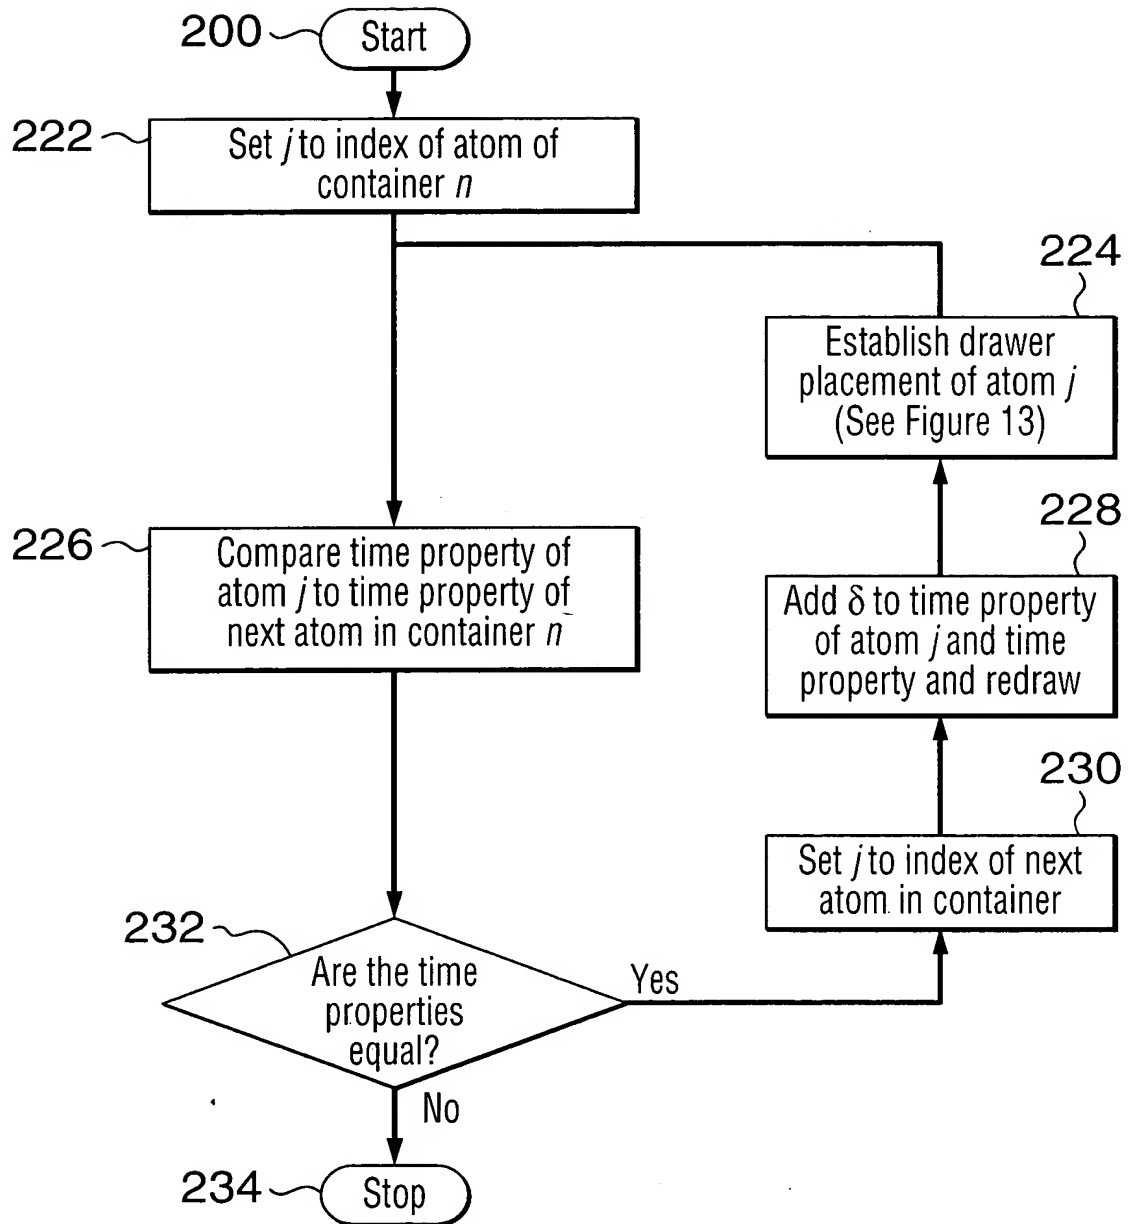 200
Start
222
Set j to index of atom of
container n
224
Establish drawer
placement of atom j
(See Figure 13)
226
Compare time property of
atom j to time property of
next atom in container n
228
Add δ to time property
of atom j and time
property and redraw
230
Set j to index of next
atom in container
232
Are the time
properties
equal?
Yes
No
234
Stop